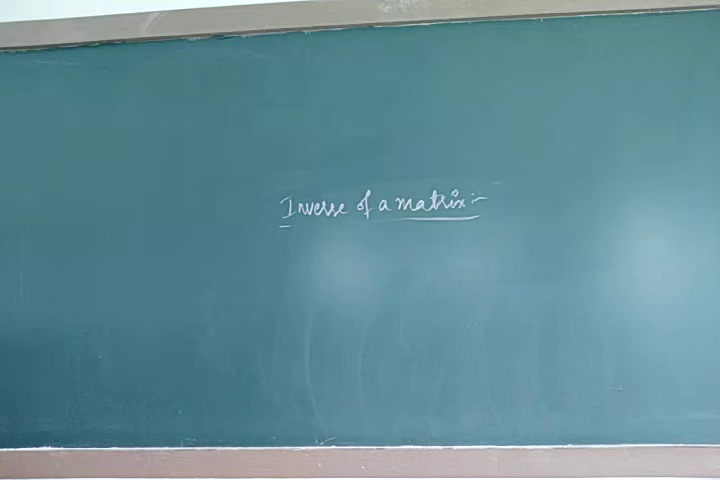 Inverse of a matrix :-